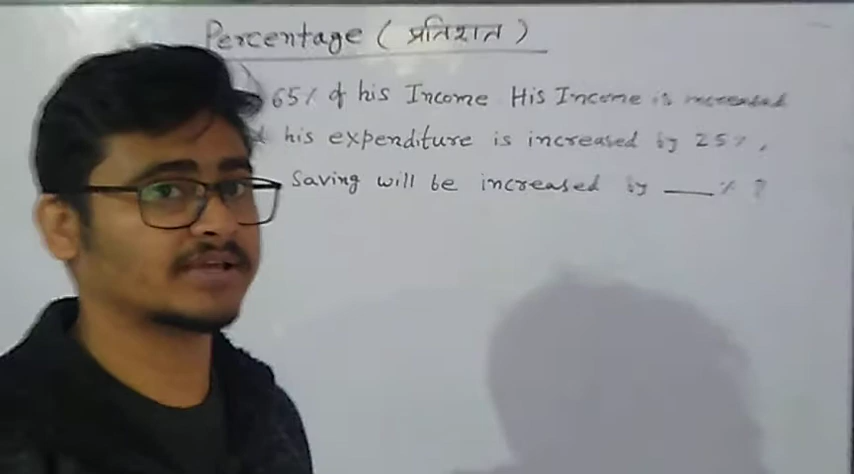 Percentage ( प्रतिशत )
65% of his Income His Income is increased
his expenditure is increased by 25%.
Saving will be increased by ___% ?